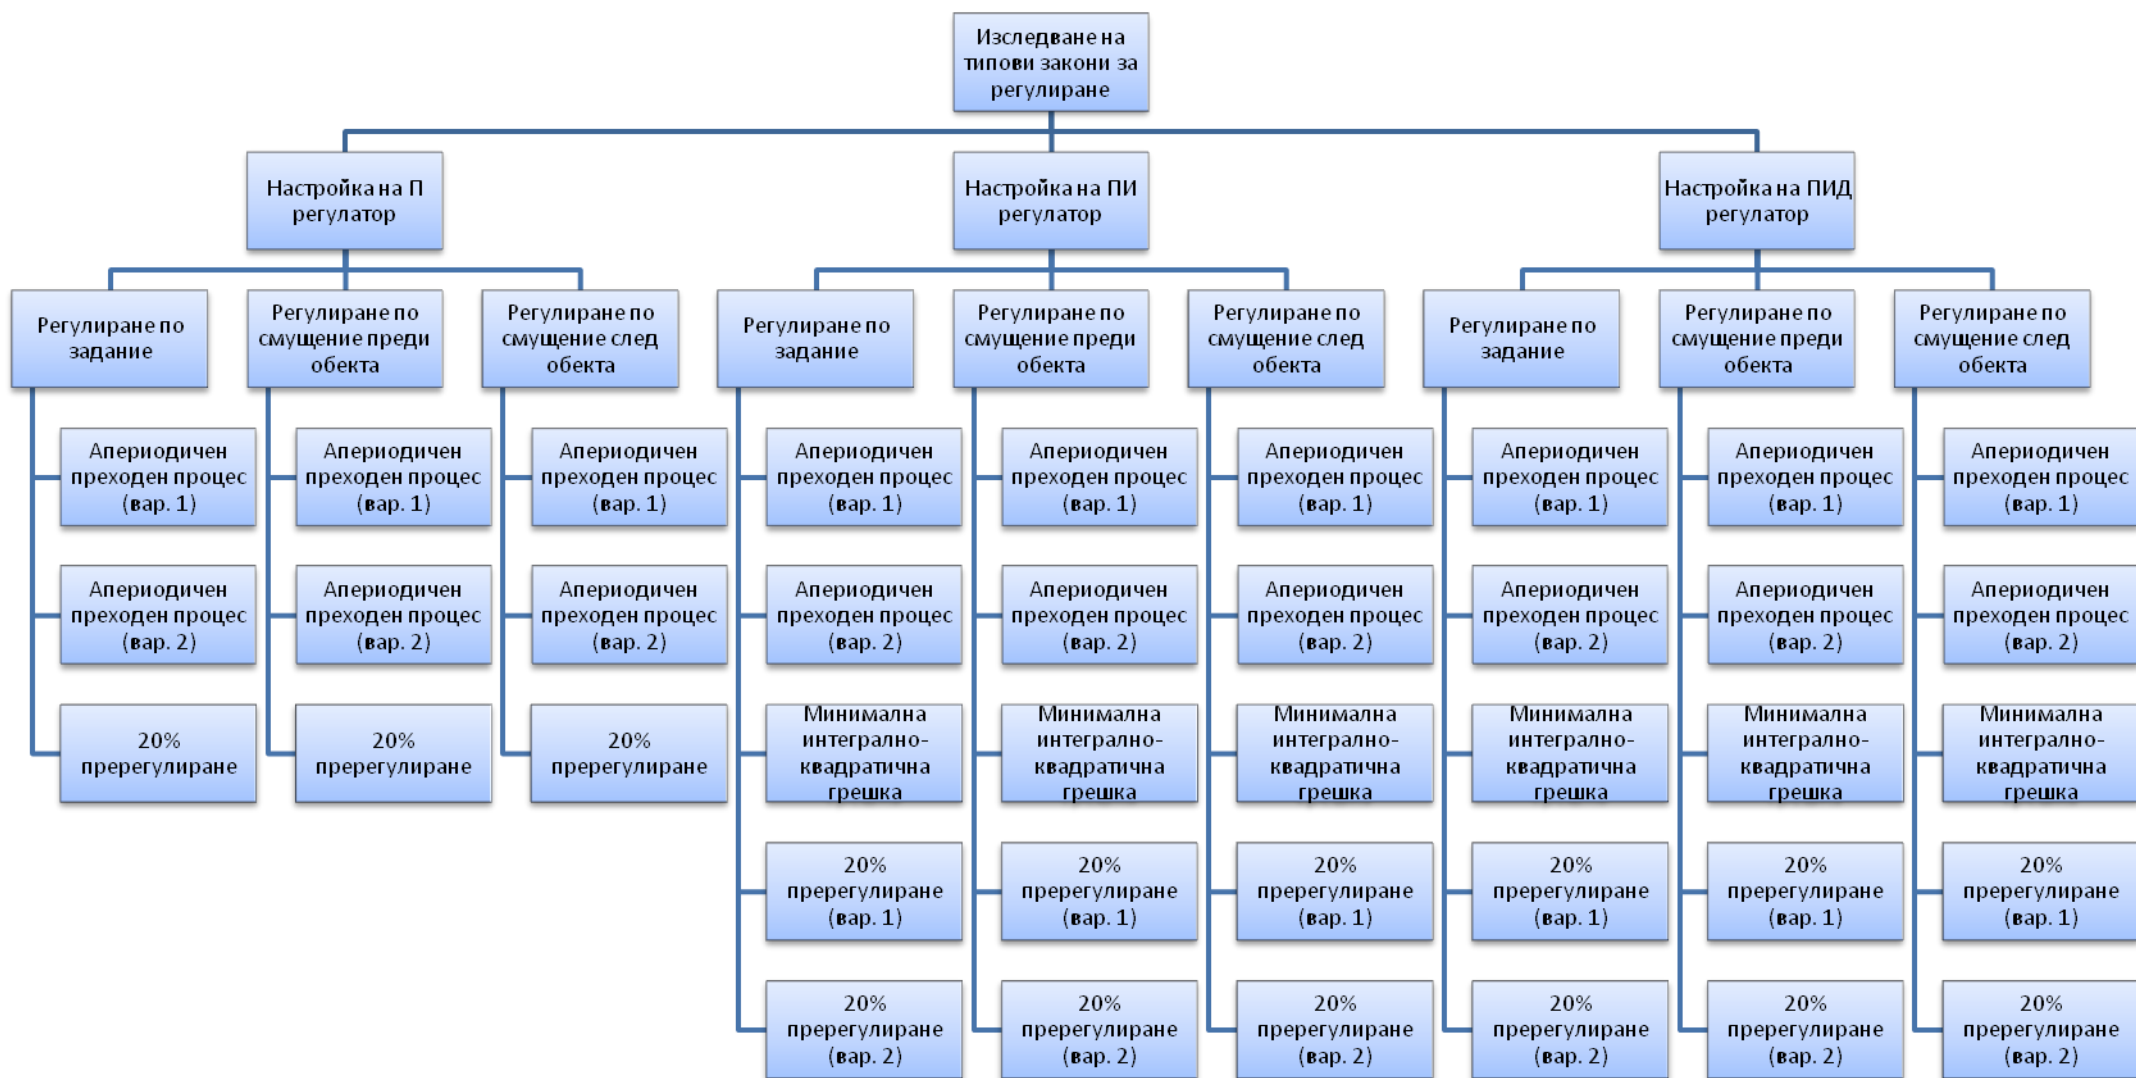 Изследване на
типови закони за
регулиране
Настройка на П
регулатор
Настройка на ПИ
регулатор
Настройка на ПИД
регулатор
Регулиране по
задание
Регулиране по
смущение преди
обекта
Регулиране по
смущение след
обекта
Регулиране по
задание
Регулиране по
смущение преди
обекта
Регулиране по
смущение след
обекта
Регулиране по
задание
Регулиране по
смущение преди
обекта
Регулиране по
смущение след
обекта
Апериодичен
преходен процес
(вар. 1)
Апериодичен
преходен процес
(вар. 1)
Апериодичен
преходен процес
(вар. 1)
Апериодичен
преходен процес
(вар. 1)
Апериодичен
преходен процес
(вар. 1)
Апериодичен
преходен процес
(вар. 1)
Апериодичен
преходен процес
(вар. 1)
Апериодичен
преходен процес
(вар. 1)
Апериодичен
преходен процес
(вар. 1)
Апериодичен
преходен процес
(вар. 2)
Апериодичен
преходен процес
(вар. 2)
Апериодичен
преходен процес
(вар. 2)
Апериодичен
преходен процес
(вар. 2)
Апериодичен
преходен процес
(вар. 2)
Апериодичен
преходен процес
(вар. 2)
Апериодичен
преходен процес
(вар. 2)
Апериодичен
преходен процес
(вар. 2)
Апериодичен
преходен процес
(вар. 2)
20%
пререгулиране
20%
пререгулиране
20%
пререгулиране
Минимална
интегрално-
квадратична
грешка
Минимална
интегрално-
квадратична
грешка
Минимална
интегрално-
квадратична
грешка
Минимална
интегрално-
квадратична
грешка
Минимална
интегрално-
квадратична
грешка
Минимална
интегрално-
квадратична
грешка
20%
пререгулиране
(вар. 1)
20%
пререгулиране
(вар. 1)
20%
пререгулиране
(вар. 1)
20%
пререгулиране
(вар. 1)
20%
пререгулиране
(вар. 1)
20%
пререгулиране
(вар. 1)
20%
пререгулиране
(вар. 2)
20%
пререгулиране
(вар. 2)
20%
пререгулиране
(вар. 2)
20%
пререгулиране
(вар. 2)
20%
пререгулиране
(вар. 2)
20%
пререгулиране
(вар. 2)